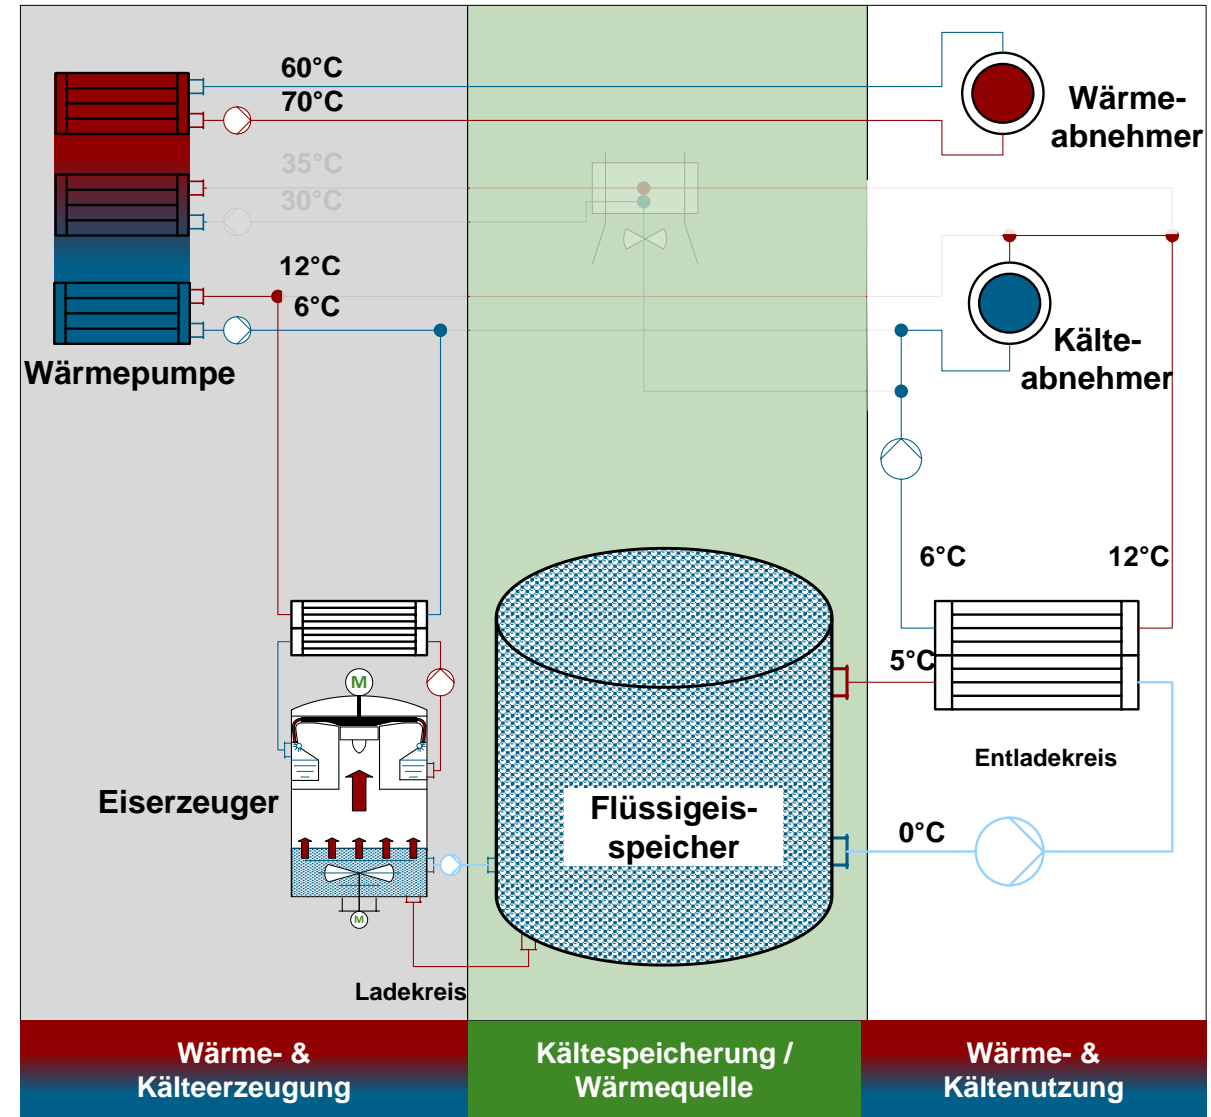 60°C
70°C
35°C
30°C
12°C
6°C
Wärmepumpe
Wärme-
abnehmer
Kälte-
abnehmer
6°C
12°C
5°C
M
Entladekreis
Eiserzeuger
Flüssigeis-
speicher
0°C
M
Ladekreis
Wärme- &
Kälteerzeugung
Kältespeicherung /
Wärmequelle
Wärme- &
Kältenutzung